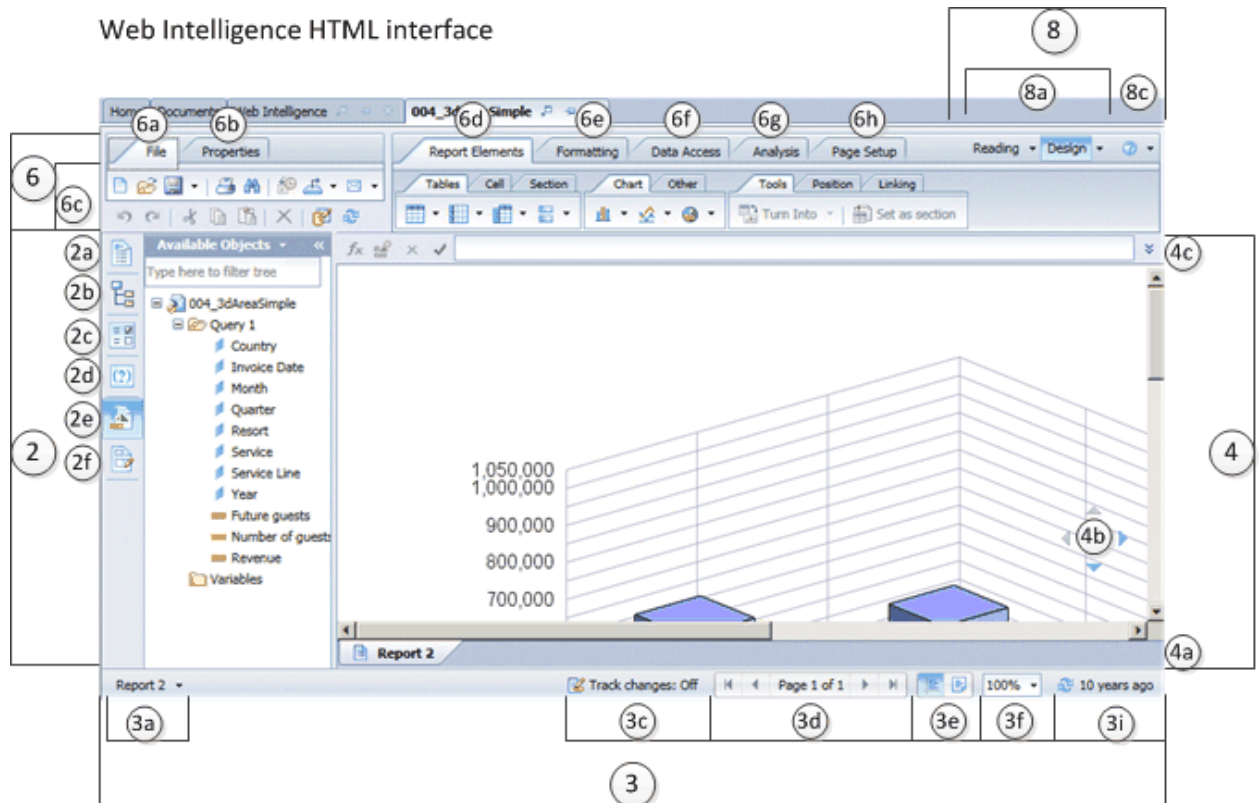 Web Intelligence HTML interface
8
8a
8c
Documents Web Intelligence 004_3d Simple
6a
6b
6d
6e
6f
6g
6h
File Properties
Report Elements Formatting Data Access Analysis Page Setup
Reading Design
6
6c
Tables Cell Section Chart Other Tools Position Linking
Turn Into Set as section
2a
2b
2c
2d
2e
2f
2
Available Objects
Type here to filter tree
004_3dAreaSimple
Query 1
Country
Invoice Date
Month
Quarter
Resort
Service
Service Line
Year
Future guests
Number of guests
Revenue
Variables
fx
4c
1,050,000
1,000,000
900,000
800,000
700,000
4b
4
4a
Report 2
Report 2 Track changes: Off Page 1 of 1 100% 10 years ago
3a
3c
3d
3e
3f
3i
3